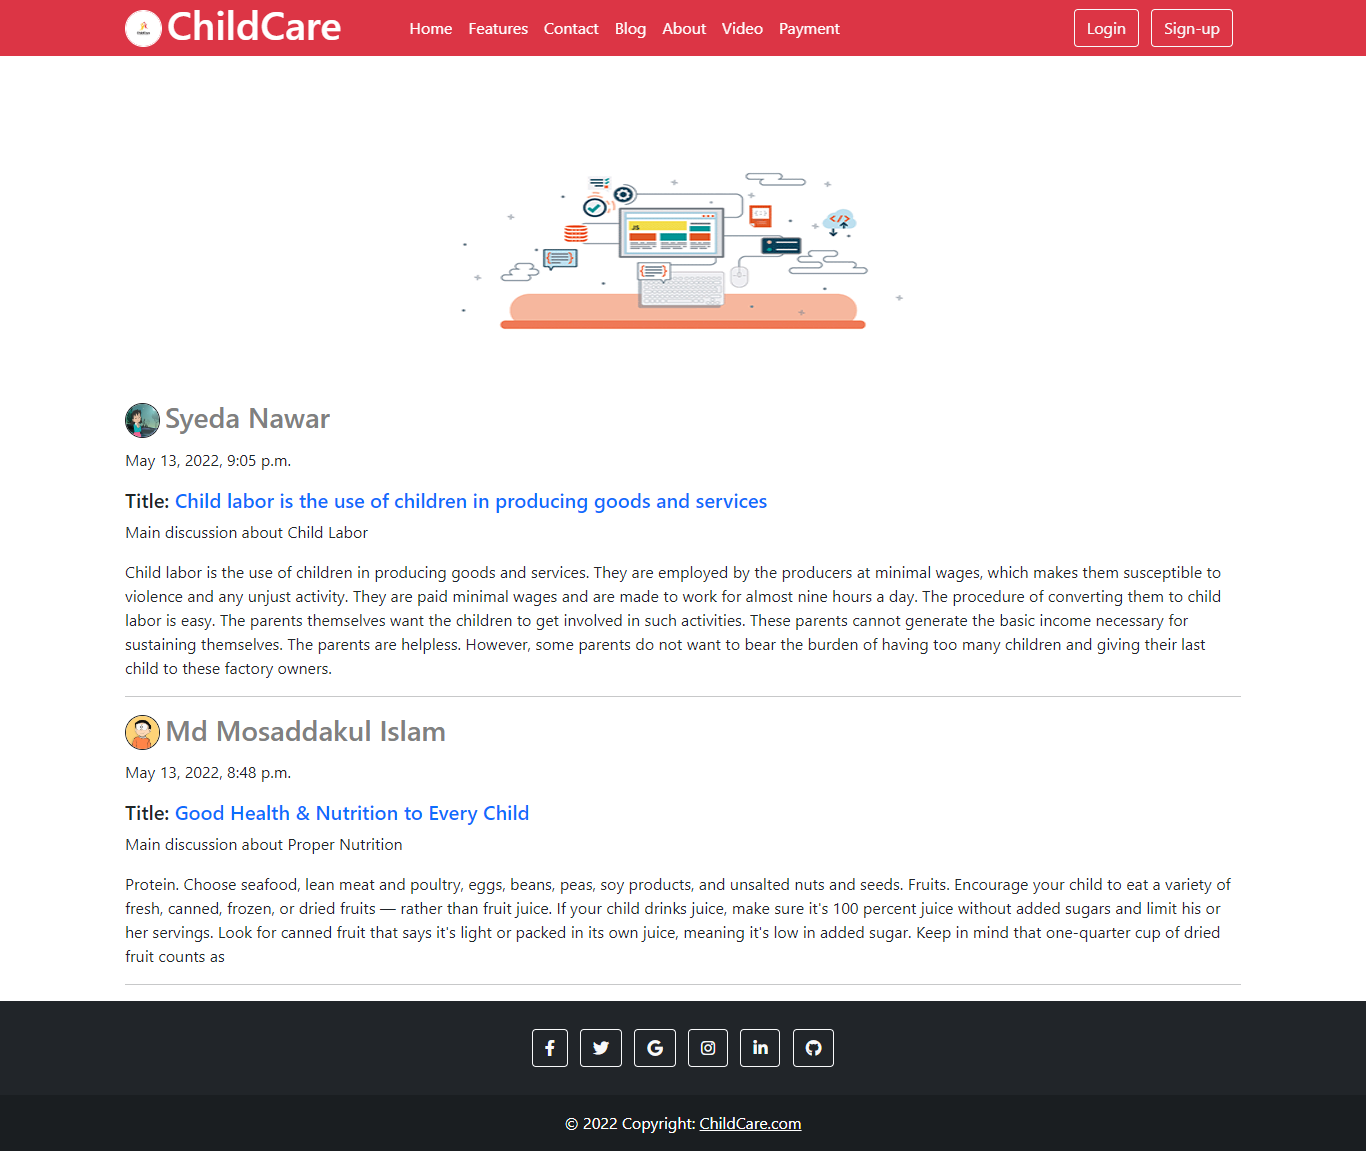 ChildCare
Home Features Contact Blog About Video Payment
Login Sign-up
JS
Syeda Nawar
May 13, 2022, 9:05 p.m.
Title: Child labor is the use of children in producing goods and services
Main discussion about Child Labor
Child labor is the use of children in producing goods and services. They are employed by the producers at minimal wages, which makes them susceptible to
violence and any unjust activity. They are paid minimal wages and are made to work for almost nine hours a day. The procedure of converting them to child
labor is easy. The parents themselves want the children to get involved in such activities. These parents cannot generate the basic income necessary for
sustaining themselves. The parents are helpless. However, some parents do not want to bear the burden of having too many children and giving their last
child to these factory owners.
Md Mosaddakul Islam
May 13, 2022, 8:48 p.m.
Title: Good Health & Nutrition to Every Child
Main discussion about Proper Nutrition
Protein. Choose seafood, lean meat and poultry, eggs, beans, peas, soy products, and unsalted nuts and seeds. Fruits. Encourage your child to eat a variety of
fresh, canned, frozen, or dried fruits — rather than fruit juice. If your child drinks juice, make sure it's 100 percent juice without added sugars and limit his or
her servings. Look for canned fruit that says it's light or packed in its own juice, meaning it's low in added sugar. Keep in mind that one-quarter cup of dried
fruit counts as
© 2022 Copyright: ChildCare.com